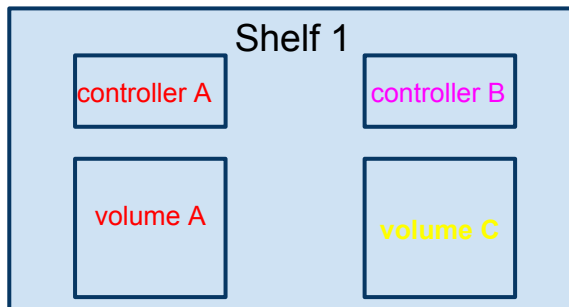 Shelf 1
controller A
controller B
volume A
volume C